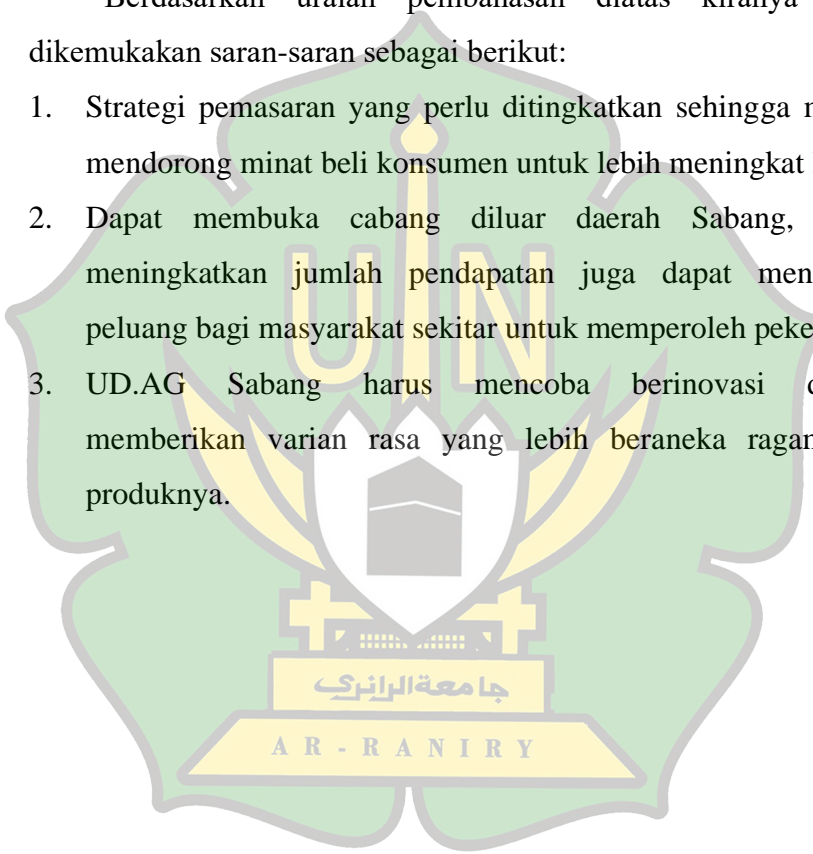 Berdasarkan uraian pembahasan diatas kiranya
dikemukakan saran-saran sebagai berikut:
1. Strategi pemasaran yang perlu ditingkatkan sehingga
mendorong minat beli konsumen untuk lebih meningkat
2. Dapat membuka cabang diluar daerah Sabang,
meningkatkan jumlah pendapatan juga dapat
peluang bagi masyarakat sekitar untuk memperoleh
3. UD.AG Sabang harus mencoba berinovasi
memberikan varian rasa yang lebih beraneka
produknya.
UIN
جامعة الرانري
AR-RANIRY